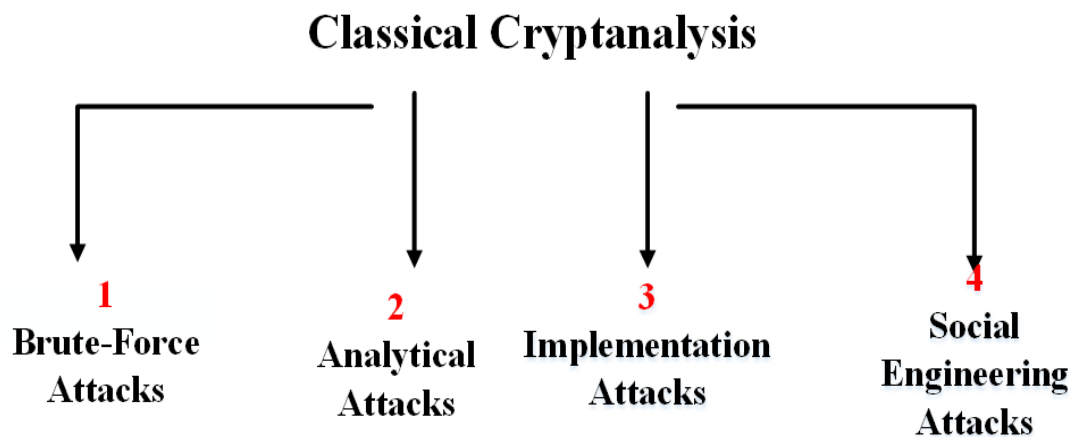 Classical Cryptanalysis
1
Brute-Force
Attacks
2
Analytical
Attacks
3
Implementation
Attacks
4
Social
Engineering
Attacks